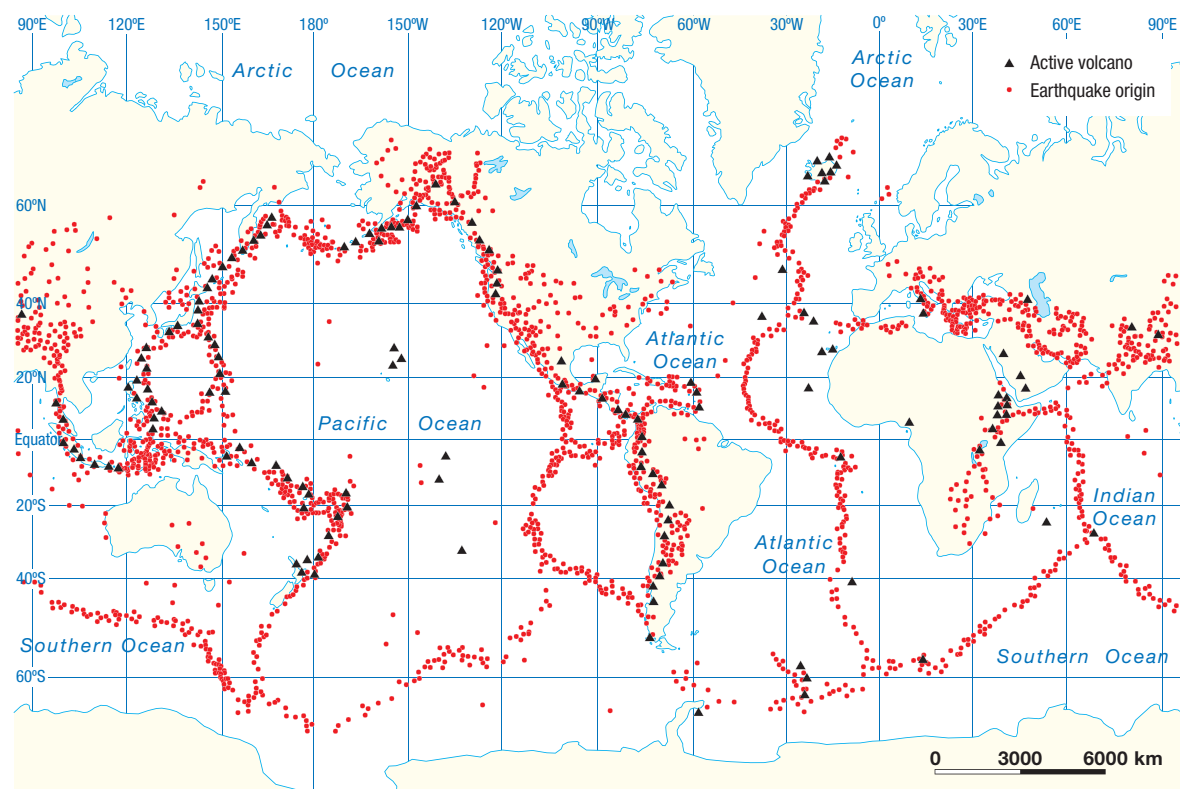 90ºE 120ºE 150ºE 180º 150ºW 120ºW 90ºW 60ºW 30ºW 0º 30ºE 60ºE 90ºE
Arctic Ocean
Arctic
Ocean
Active volcano
Earthquake origin
60ºN
40ºN
Atlantic
Ocean
20ºN
Pacific Ocean
Equator
20ºS
Indian
Ocean
Atlantic
Ocean
40ºS
Southern Ocean
Southern Ocean
60ºS
0 3000 6000 km